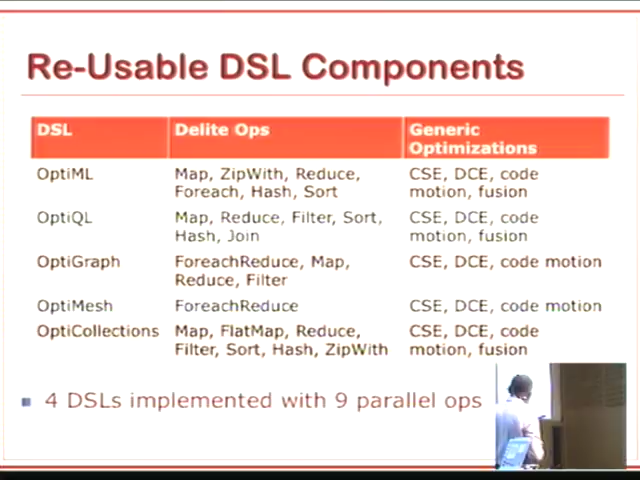 Re-Usable DSL Components
DSL Delite Ops Generic
Optimizations
OptiML Map, ZipWith, Reduce, CSE, DCE, code
Foreach, Hash, Sort motion, fusion
OptiQL Map, Reduce, Filter, Sort, CSE, DCE, code
Hash, Join motion, fusion
OptiGraph ForeachReduce, Map, CSE, DCE, code motion
Reduce, Filter
OptiMesh ForeachReduce CSE, DCE, code motion
OptiCollections Map, FlatMap, Reduce, CSE, DCE, code
Filter, Sort, Hash, ZipWith motion, fusion
4 DSLs implemented with 9 parallel ops